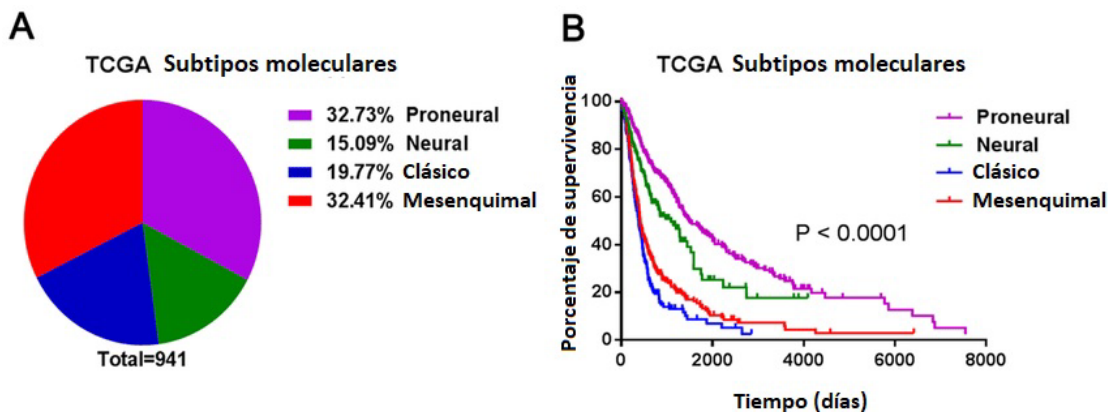 A
TCGA Subtipos moleculares
32.73% Proneural
15.09% Neural
19.77% Clásico
32.41% Mesenquimal
Total=941
B
TCGA Subtipos moleculares
Porcentaje de supervivencia
100
80
60
40
20
0
Proneural
Neural
Clásico
Mesenquimal
P < 0.0001
0 2000 4000 6000 8000
Tiempo (días)